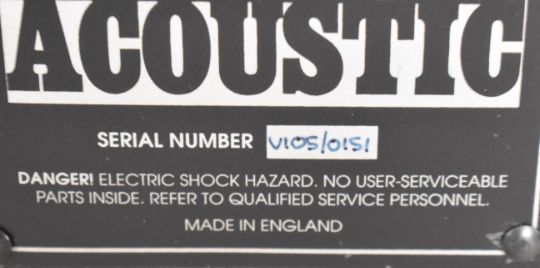 ACOUSTIC
SERIAL NUMBER V105/0151
DANGER! ELECTRIC SHOCK HAZARD. NO USER-SERVICEABLE
PARTS INSIDE. REFER TO QUALIFIED SERVICE PERSONNEL.
MADE IN ENGLAND